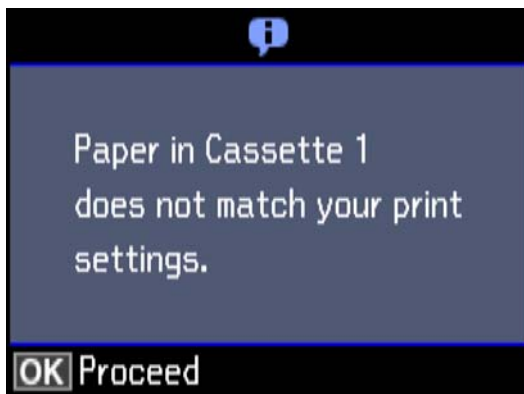 Paper in Cassette 1
does not match your print
settings.
OK Proceed